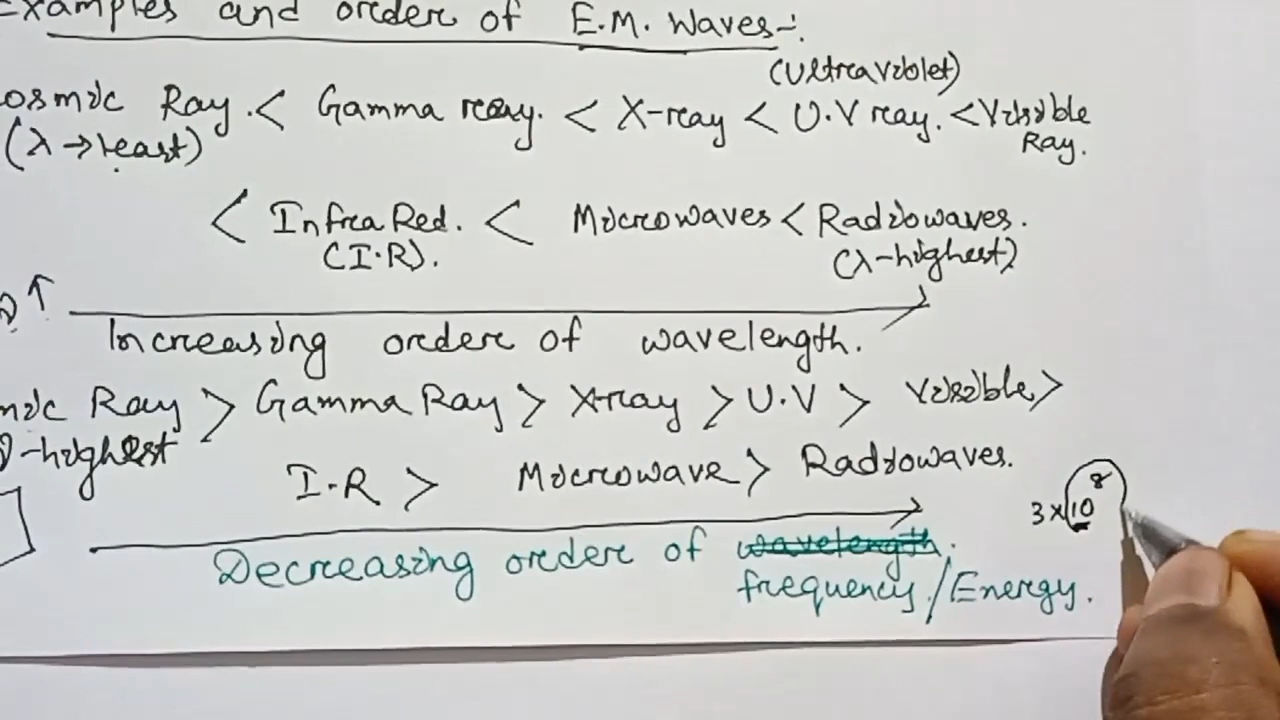 Examples and order of E.M. Waves-:
(Ultraviolet)
osmic Ray. < Gamma ray. < X-ray < U.V ray. < Visible
(λ→least)
Ray.
< InfraRed. < Microwaves < Radiowaves.
(I.R). (λ-highest)
ν↑
Increasing order of wavelength.
mic Ray > Gamma Ray > X-ray > U.V > Visible >
ν-highest
I.R > Microwave > Radiowaves.
3×10⁸
Decreasing order of wavelength.
frequency/Energy.